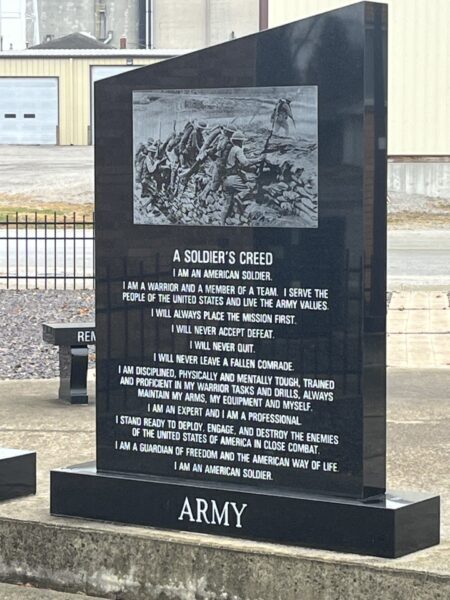 A SOLDIER'S CREED
I AM AN AMERICAN SOLDIER.
I AM A WARRIOR AND A MEMBER OF A TEAM. I SERVE THE
PEOPLE OF THE UNITED STATES AND LIVE THE ARMY VALUES.
I WILL ALWAYS PLACE THE MISSION FIRST.
I WILL NEVER ACCEPT DEFEAT.
I WILL NEVER QUIT.
I WILL NEVER LEAVE A FALLEN COMRADE.
I AM DISCIPLINED, PHYSICALLY AND MENTALLY TOUGH, TRAINED
AND PROFICIENT IN MY WARRIOR TASKS AND DRILLS, ALWAYS
MAINTAIN MY ARMS, MY EQUIPMENT AND MYSELF.
I AM AN EXPERT AND I AM A PROFESSIONAL.
I STAND READY TO DEPLOY, ENGAGE, AND DESTROY THE ENEMIES
OF THE UNITED STATES OF AMERICA IN CLOSE COMBAT.
I AM A GUARDIAN OF FREEDOM AND THE AMERICAN WAY OF LIFE.
I AM AN AMERICAN SOLDIER.
ARMY
REM